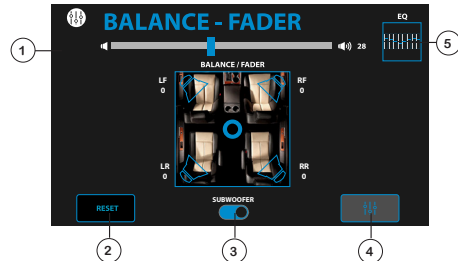 BALANCE - FADER
EQ
1
28
5
BALANCE / FADER
LF
0
RF
0
LR
0
RR
0
RESET
SUBWOOFER
2
3
4